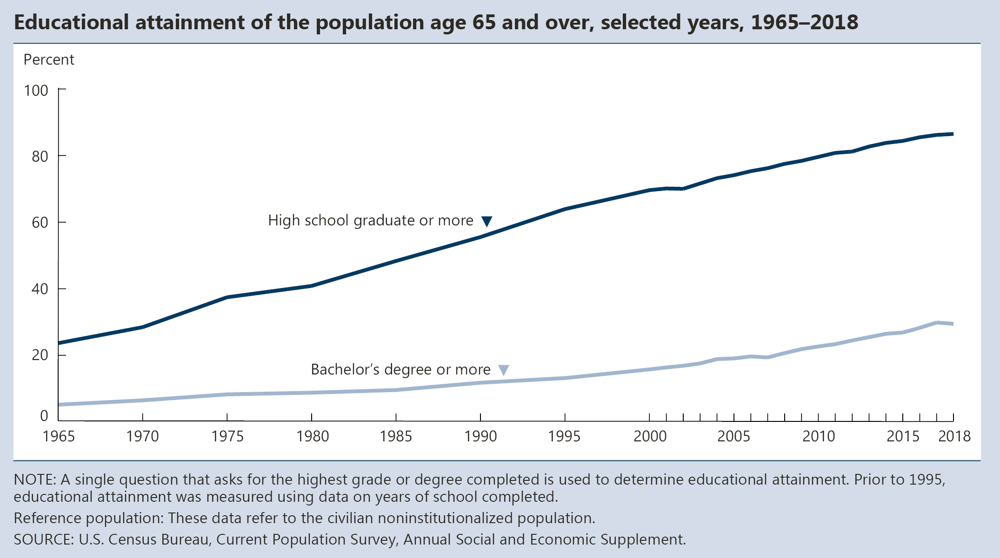 Educational attainment of the population age 65 and over, selected years, 1965–2018
Percent
100
80
60
40
20
0
High school graduate or more
Bachelor’s degree or more
1965 1970 1975 1980 1985 1990 1995 2000 2005 2010 2015 2018
NOTE: A single question that asks for the highest grade or degree completed is used to determine educational attainment. Prior to 1995,
educational attainment was measured using data on years of school completed.
Reference population: These data refer to the civilian noninstitutionalized population.
SOURCE: U.S. Census Bureau, Current Population Survey, Annual Social and Economic Supplement.